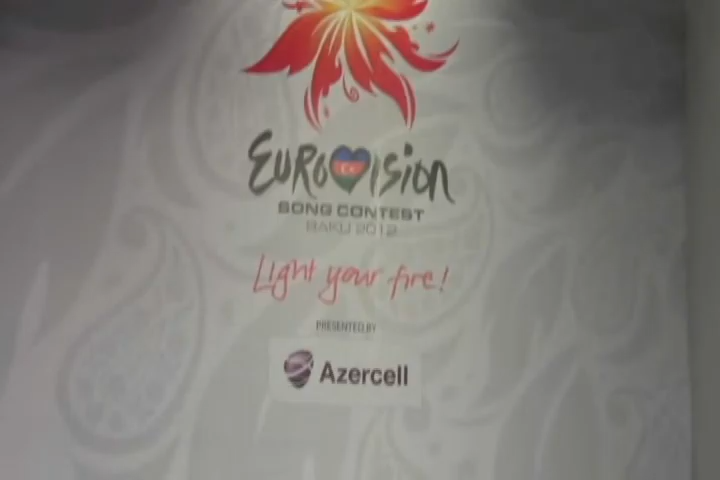 EUROVISION
SONG CONTEST
BAKU 2012
Light your fire!
PRESENTED BY
Azercell